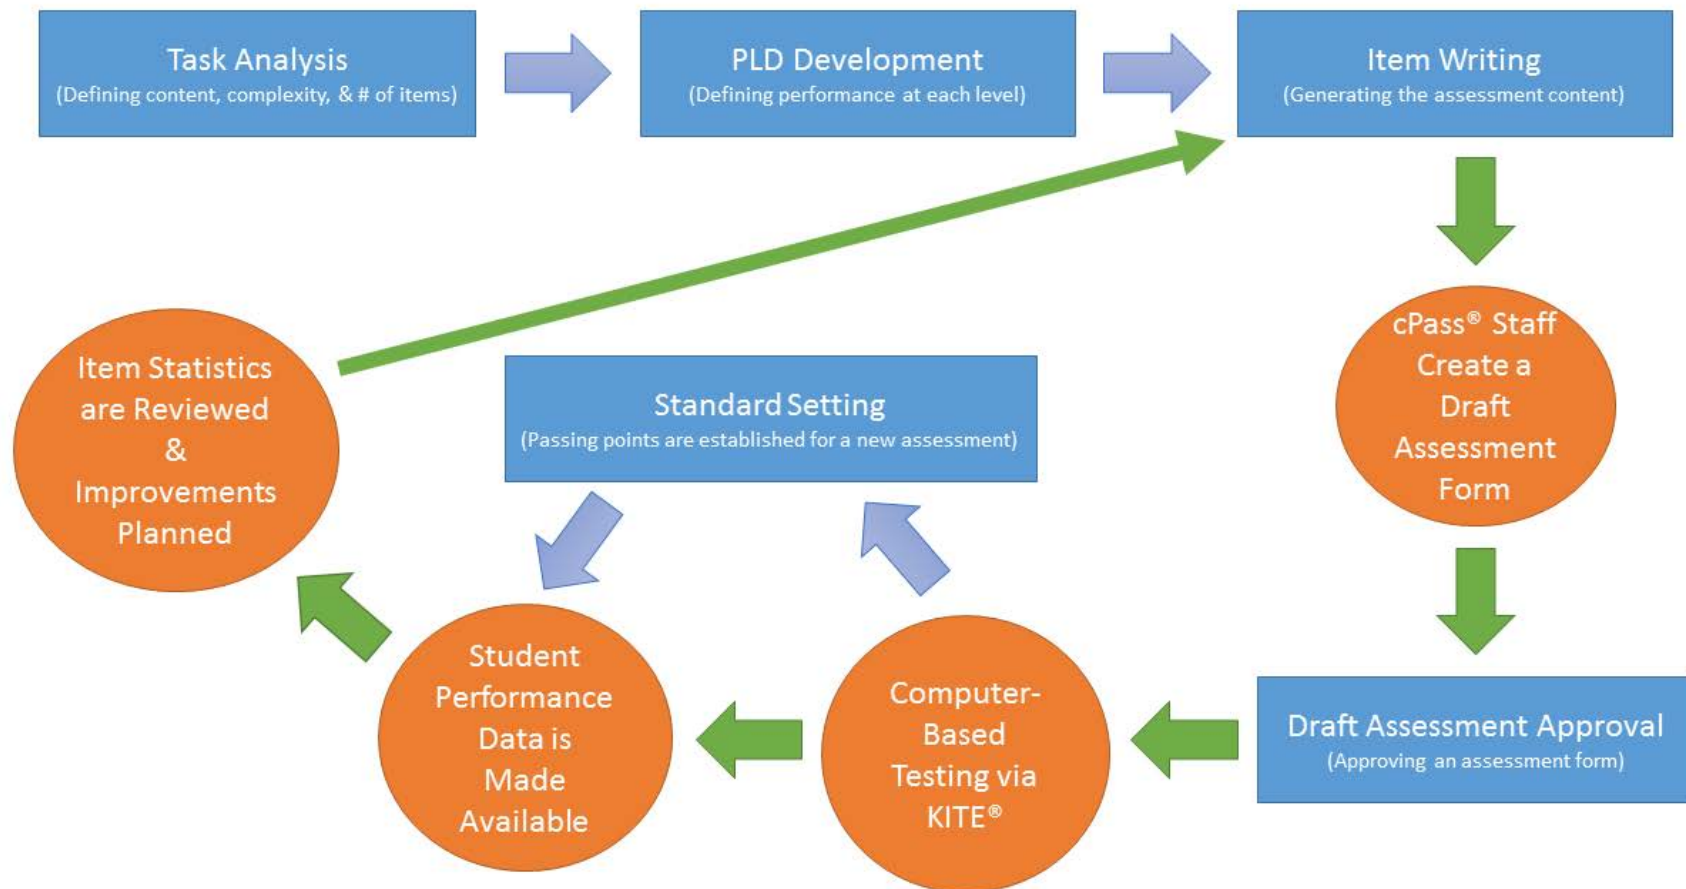 Task Analysis
(Defining content, complexity, & # of items)
PLD Development
(Defining performance at each level)
Item Writing
(Generating the assessment content)
cPass® Staff
Create a
Draft
Assessment
Form
Item Statistics
are Reviewed
&
Improvements
Planned
Standard Setting
(Passing points are established for a new assessment)
Student
Performance
Data is
Made
Available
Computer-
Based
Testing via
KITE®
Draft Assessment Approval
(Approving an assessment form)